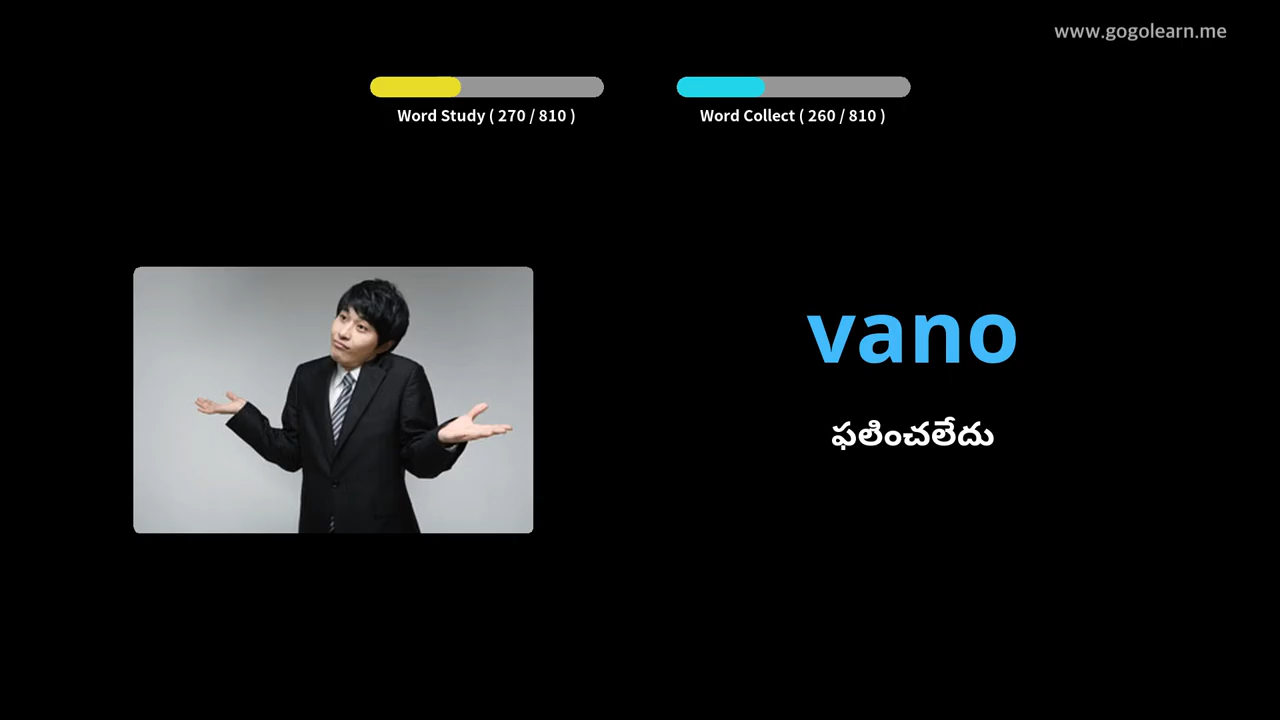 www.gogolearn.me
Word Study ( 270 / 810 )
Word Collect ( 260 / 810 )
vano
ఫలించలేదు